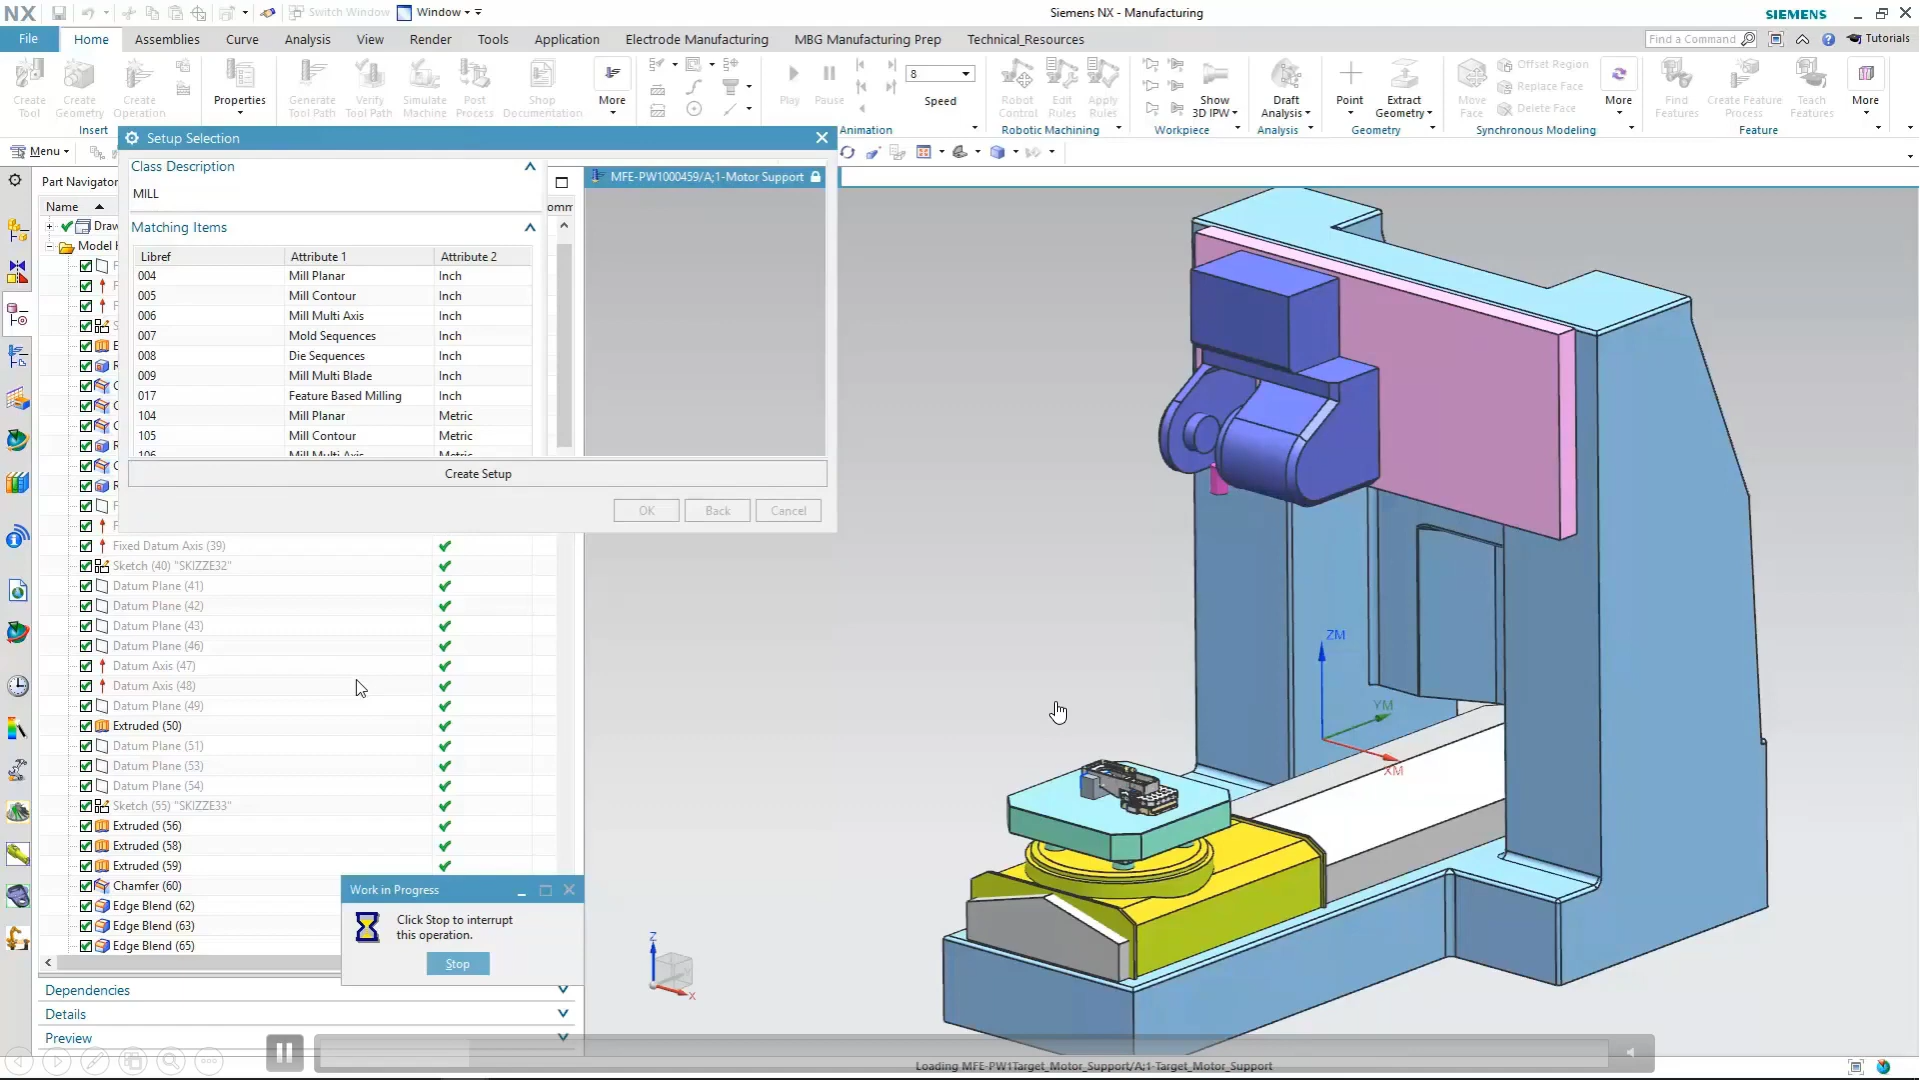 NX
Switch Window
Window
Siemens NX - Manufacturing
SIEMENS
File
Home
Assemblies
Curve
Analysis
View
Render
Tools
Application
Electrode Manufacturing
MBG Manufacturing Prep
Technical_Resources
Find a Command
Tutorials
Create Tool
Create Geometry
Create Operation
Properties
Generate Tool Path
Verify Tool Path
Simulate Machine
Post Process
Shop Documentation
More
Play
Pause
8
Speed
Robot Control
Edit Rules
Apply Rules
Show 3D IPW
Draft Analysis
Point
Extract Geometry
Move Face
Offset Region
Replace Face
Delete Face
More
Find Features
Create Feature Process
Teach Features
More
Insert
Animation
Robotic Machining
Workpiece
Analysis
Geometry
Synchronous Modeling
Feature
Menu
Setup Selection
Class Description
MILL
Matching Items
Libref Attribute 1 Attribute 2
004 Mill Planar Inch
005 Mill Contour Inch
006 Mill Multi Axis Inch
007 Mold Sequences Inch
008 Die Sequences Inch
009 Mill Multi Blade Inch
017 Feature Based Milling Inch
104 Mill Planar Metric
105 Mill Contour Metric
106 Mill Multi Axis Metric
Create Setup
OK
Back
Cancel
MFE-PW1000459/A;1-Motor Support
Part Navigator
Name
omm
Draw
Model H
Fixed Datum Axis (39)
Sketch (40) "SKIZZE32"
Datum Plane (41)
Datum Plane (42)
Datum Plane (43)
Datum Plane (46)
Datum Axis (47)
Datum Axis (48)
Datum Plane (49)
Extruded (50)
Datum Plane (51)
Datum Plane (53)
Datum Plane (54)
Sketch (55) "SKIZZE33"
Extruded (56)
Extruded (58)
Extruded (59)
Chamfer (60)
Edge Blend (62)
Edge Blend (63)
Edge Blend (65)
Work in Progress
Click Stop to interrupt
this operation.
Stop
Dependencies
Details
Preview
ZM
YM
XM
Z
X
Loading MFE-PW1Target_Motor_Support/A;1-Target_Motor_Support